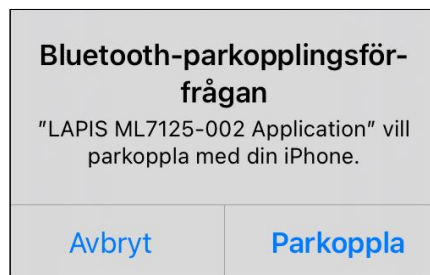 Bluetooth-parkopplingsför-
frågan
"LAPIS ML7125-002 Application" vill
parkoppla med din iPhone.
Avbryt
Parkoppla